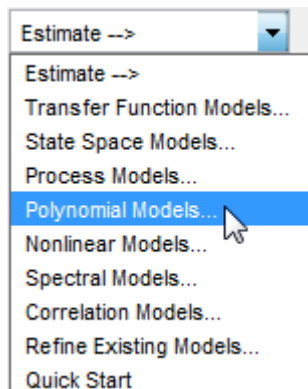 Estimate -->
Estimate -->
Transfer Function Models...
State Space Models...
Process Models...
Polynomial Models...
Nonlinear Models...
Spectral Models...
Correlation Models...
Refine Existing Models...
Quick Start